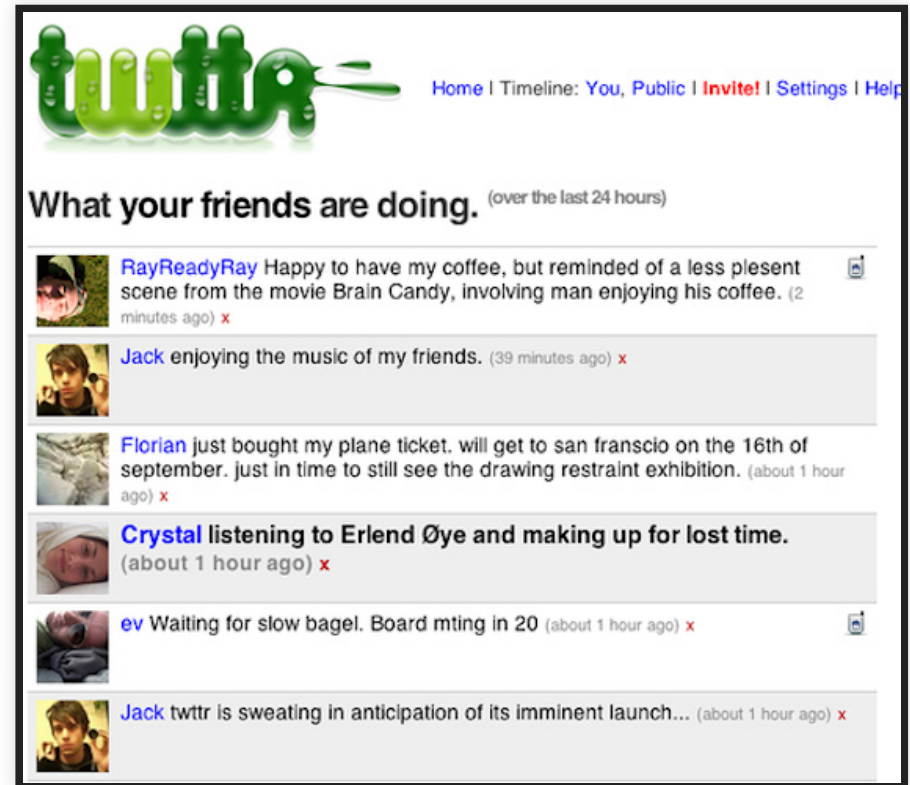 twttr
Home | Timeline: You, Public | Invite! | Settings | Help
What your friends are doing. (over the last 24 hours)
RayReadyRay Happy to have my coffee, but reminded of a less plesent
scene from the movie Brain Candy, involving man enjoying his coffee. (2
minutes ago) x
Jack enjoying the music of my friends. (39 minutes ago) x
Florian just bought my plane ticket. will get to san franscio on the 16th of
september. just in time to still see the drawing restraint exhibition. (about 1 hour
ago) x
Crystal listening to Erlend Øye and making up for lost time.
(about 1 hour ago) x
ev Waiting for slow bagel. Board mting in 20 (about 1 hour ago) x
Jack twttr is sweating in anticipation of its imminent launch... (about 1 hour ago) x